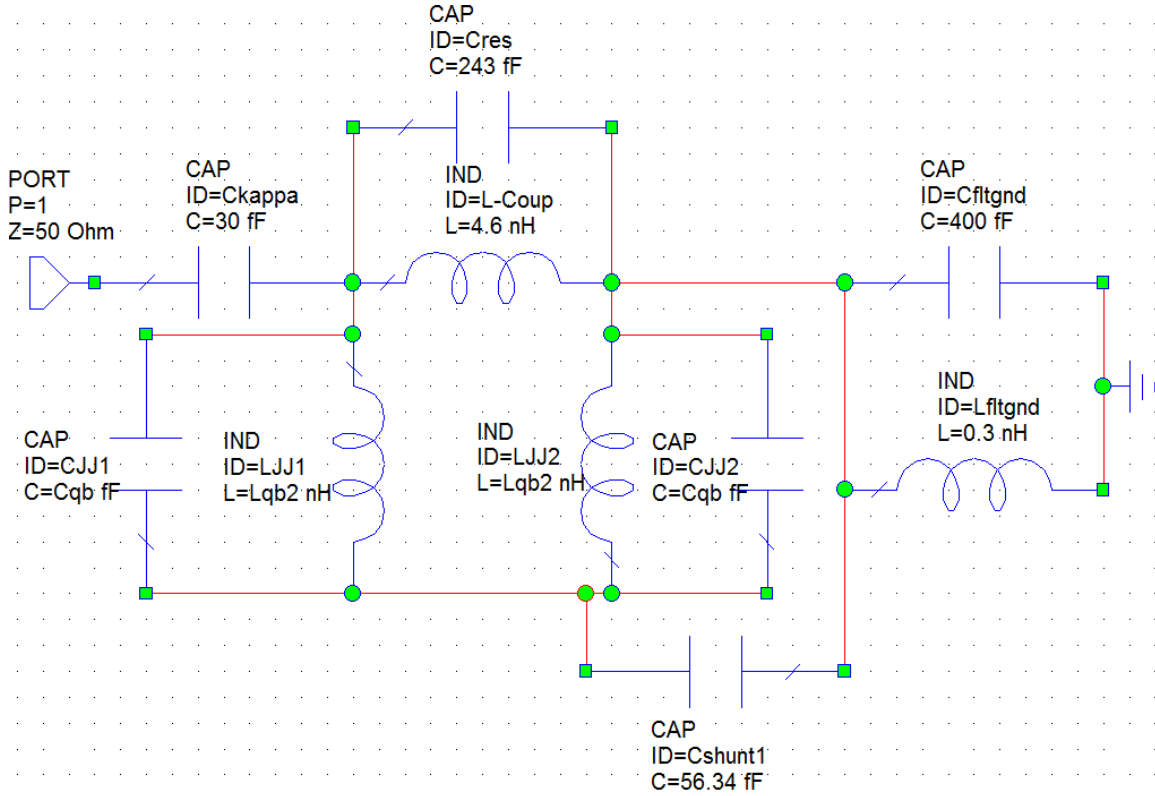 CAP
ID=Cres
C=243 fF
PORT
P=1
Z=50 Ohm
CAP
ID=Ckappa
C=30 fF
IND
ID=L-Coup
L=4.6 nH
CAP
ID=Cfltgnd
C=400 fF
IND
ID=Lfltgnd
L=0.3 nH
CAP
ID=CJJ1
C=Cqb fF
IND
ID=LJJ1
L=Lqb2 nH
IND
ID=LJJ2
L=Lqb2 nH
CAP
ID=CJJ2
C=Cqb fF
CAP
ID=Cshunt1
C=56.34 fF